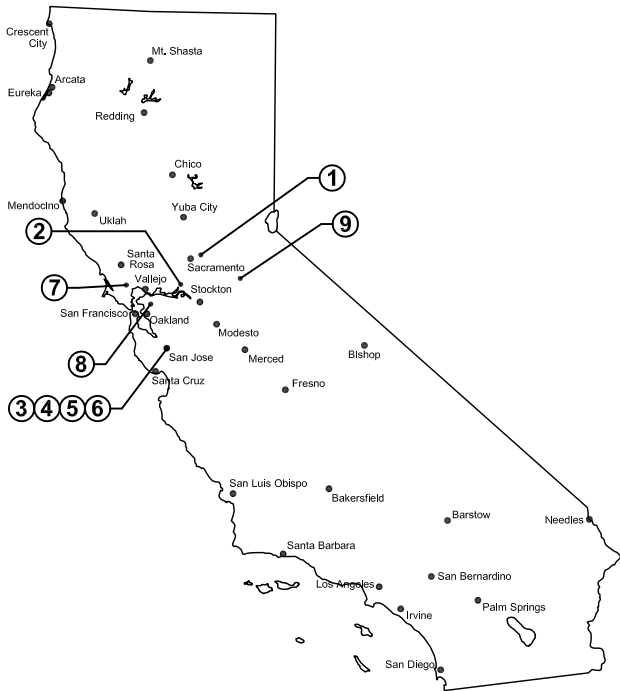 Crescent
City
Mt. Shasta
Arcata
Eureka
Redding
Chico
1
Mendocino
Yuba City
Ukiah
9
2
Santa
Rosa
Sacramento
7
Vallejo
Stockton
San Francisco
Oakland
Modesto
8
San Jose
Merced
Bishop
Santa Cruz
Fresno
3 4 5 6
San Luis Obispo
Bakersfield
Barstow
Needles
Santa Barbara
Los Angeles
San Bernardino
Palm Springs
Irvine
San Diego